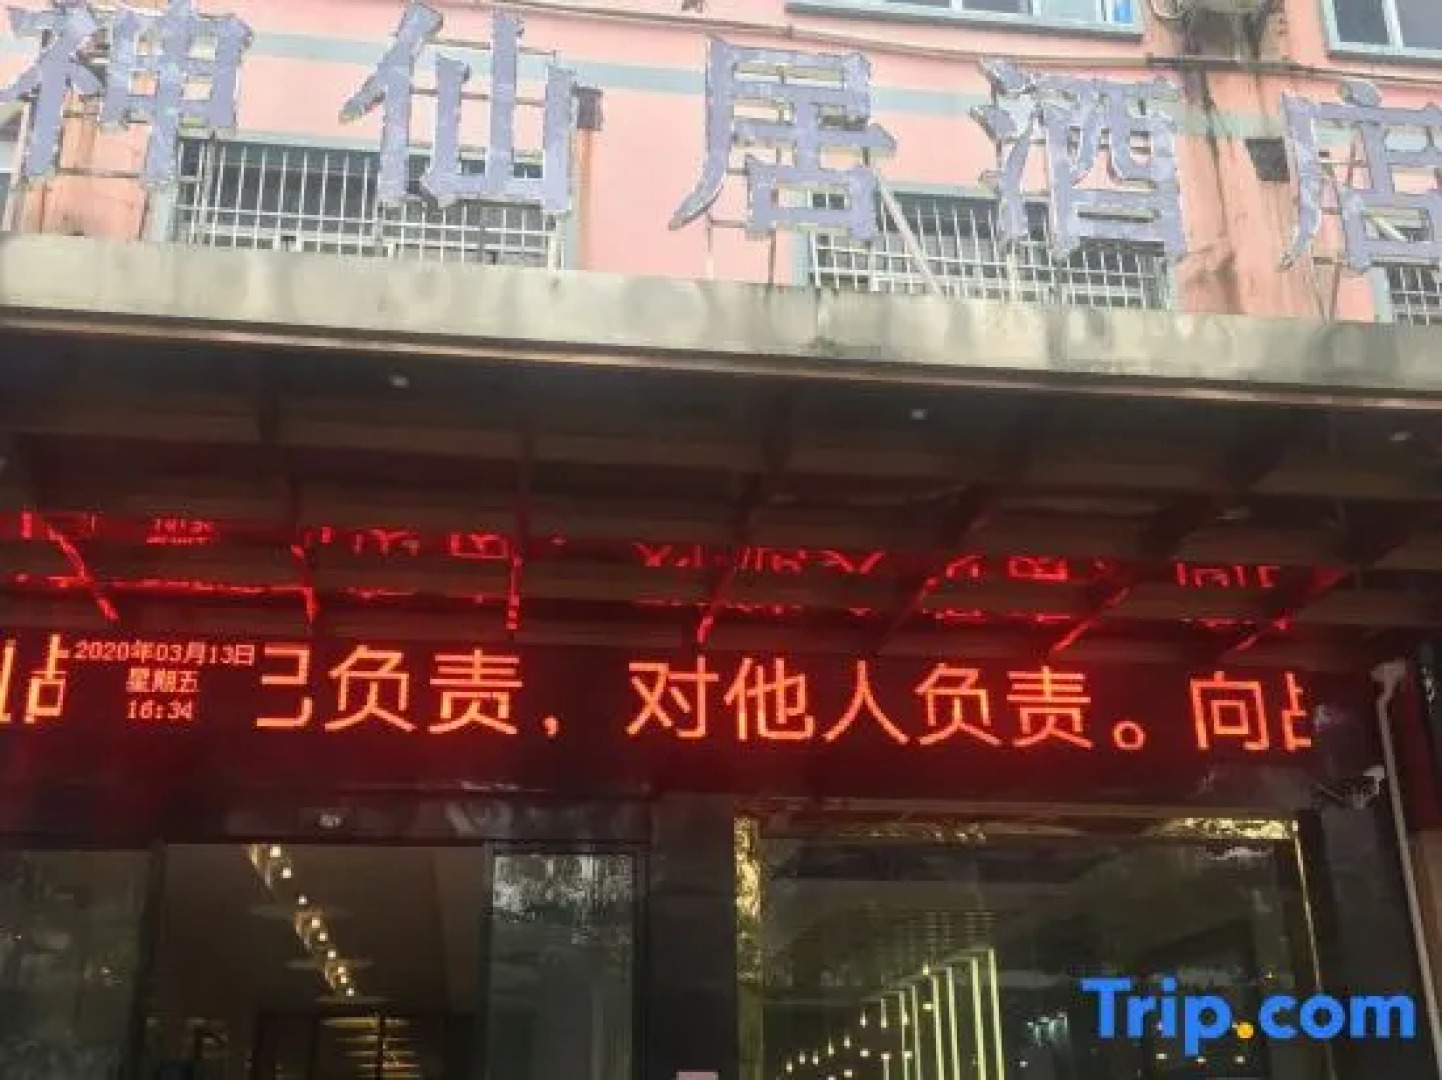 神仙居酒店
2020年03月13日
星期五
16:34
己负责，对他人负责。向
Trip.com